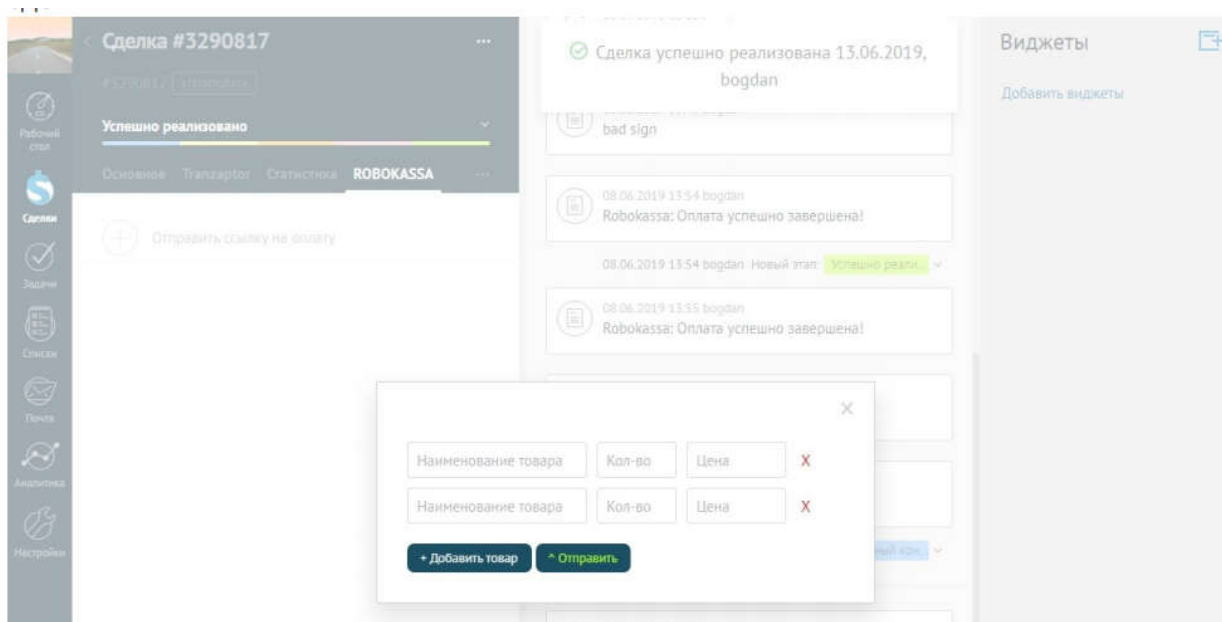 Сделка #3290817
...
#3290817
Успешно реализовано
Основное Tranzaptor Статистика ROBOKASSA ...
Отправить ссылку на оплату
Рабочий
стол
Сделки
Задачи
Списки
Почта
Аналитика
Настройки
Сделка успешно реализована 13.06.2019,
bogdan
bad sign
08.06.2019 13:54 bogdan
Robokassa: Оплата успешно завершена!
08.06.2019 13:54 bogdan Новый этап: Успешно реали...
08.06.2019 13:55 bogdan
Robokassa: Оплата успешно завершена!
Наименование товара Кол-во Цена X
Наименование товара Кол-во Цена X
+ Добавить товар ^ Отправить
Виджеты
Добавить виджеты